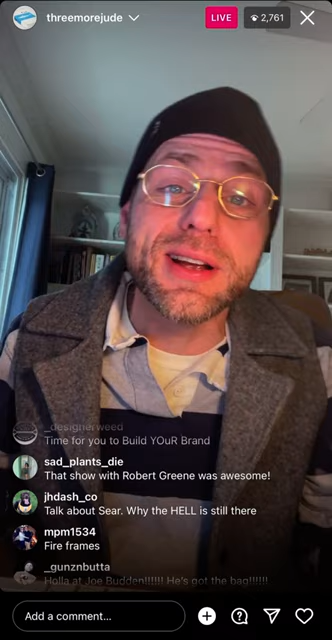 threemorejude
LIVE
2,761
_designerweed
Time for you to Build YOuR Brand
sad_plants_die
That show with Robert Greene was awesome!
jhdash_co
Talk about Sear. Why the HELL is still there
mpm1534
Fire frames
_gunznbutta
Holla at Joe Budden!!!!!! He's got the bag!!!!!!
Add a comment...